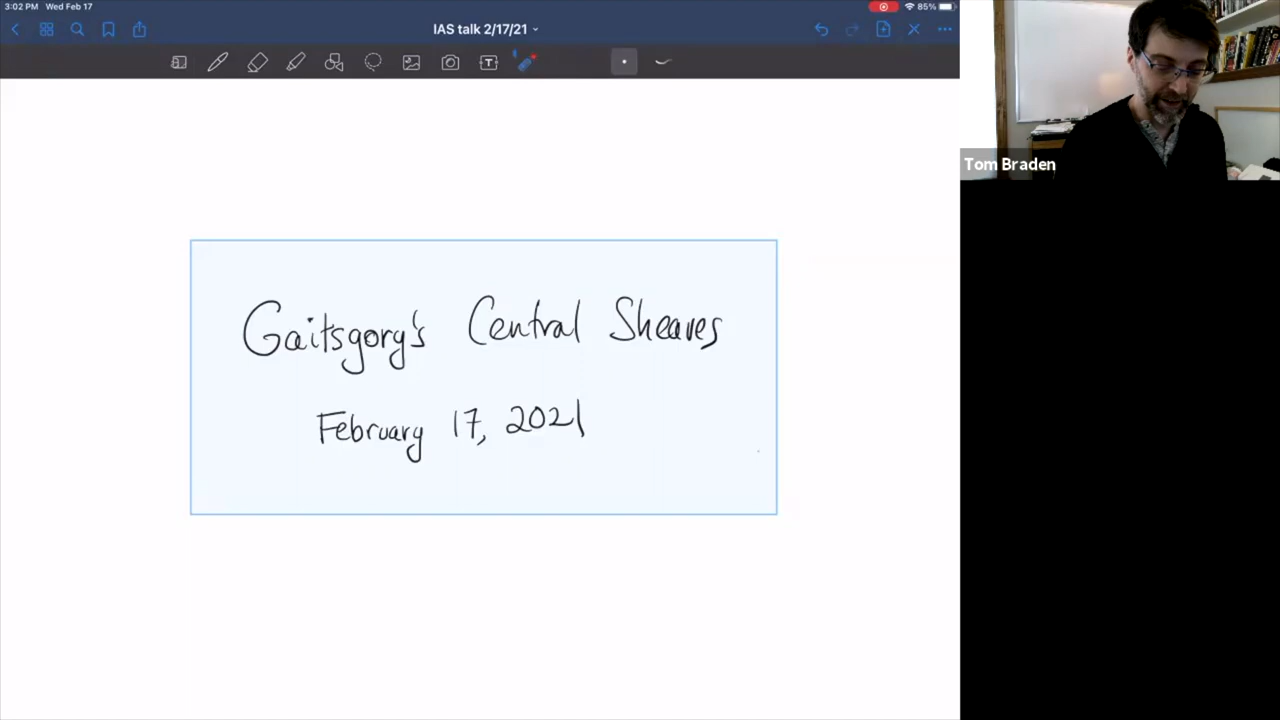 3:02 PM Wed Feb 17
85%
IAS talk 2/17/21
T
Gaitsgory's Central Sheaves
February 17, 2021
Tom Braden